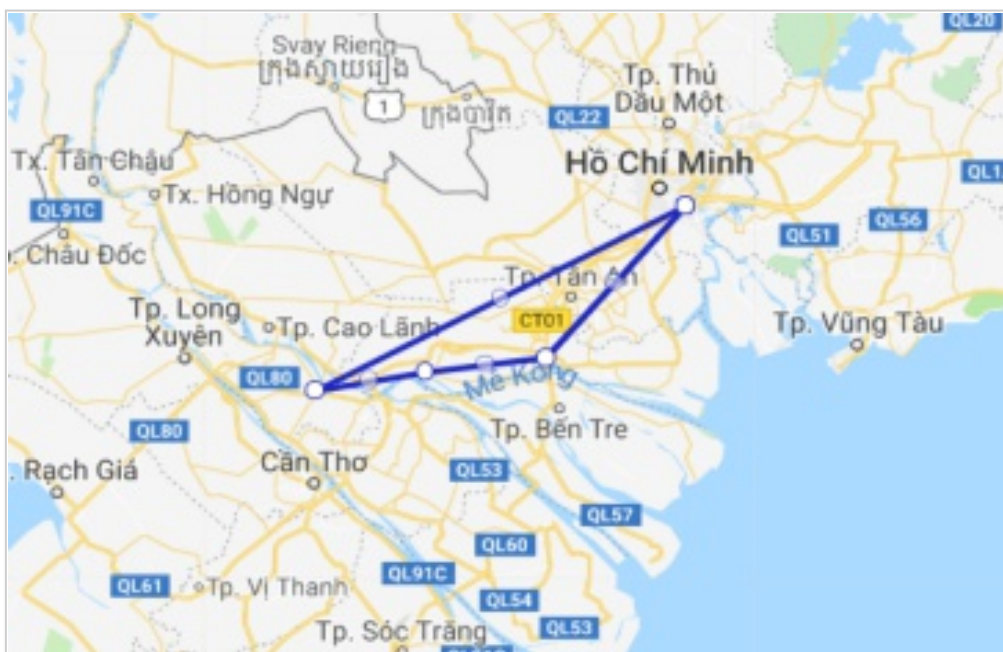 QL20
Svay Rieng
ក្រុងស្វាយរៀង
1
ក្រុងបាវិត
QL22
Tp. Thủ
Dầu Một
Hồ Chí Minh
Tx. Tân Châu
Tx. Hồng Ngự
QL91C
. Châu Đốc
QL1
QL56
QL51
Tp. Long
Xuyên
Tp. Cao Lãnh
Tp. Tân An
CT01
Tp. Vũng Tàu
QL80
Me Kong
QL80
Tp. Bến Tre
Rạch Giá
Cần Thơ
QL53
QL57
QL60
QL61
Tp. Vị Thanh
QL91C
QL54
Tp. Sóc Trăng
QL53